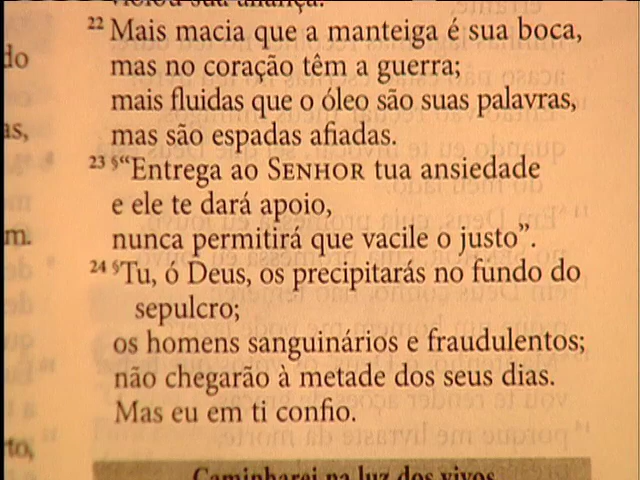 violou sua aliança.
22 Mais macia que a manteiga é sua boca,
mas no coração têm a guerra;
mais fluidas que o óleo são suas palavras,
mas são espadas afiadas.
23 §“Entrega ao SENHOR tua ansiedade
e ele te dará apoio,
nunca permitirá que vacile o justo”.
24 §Tu, ó Deus, os precipitarás no fundo do
sepulcro;
os homens sanguinários e fraudulentos;
não chegarão à metade dos seus dias.
Mas eu em ti confio.
Caminharei na luz dos vivos